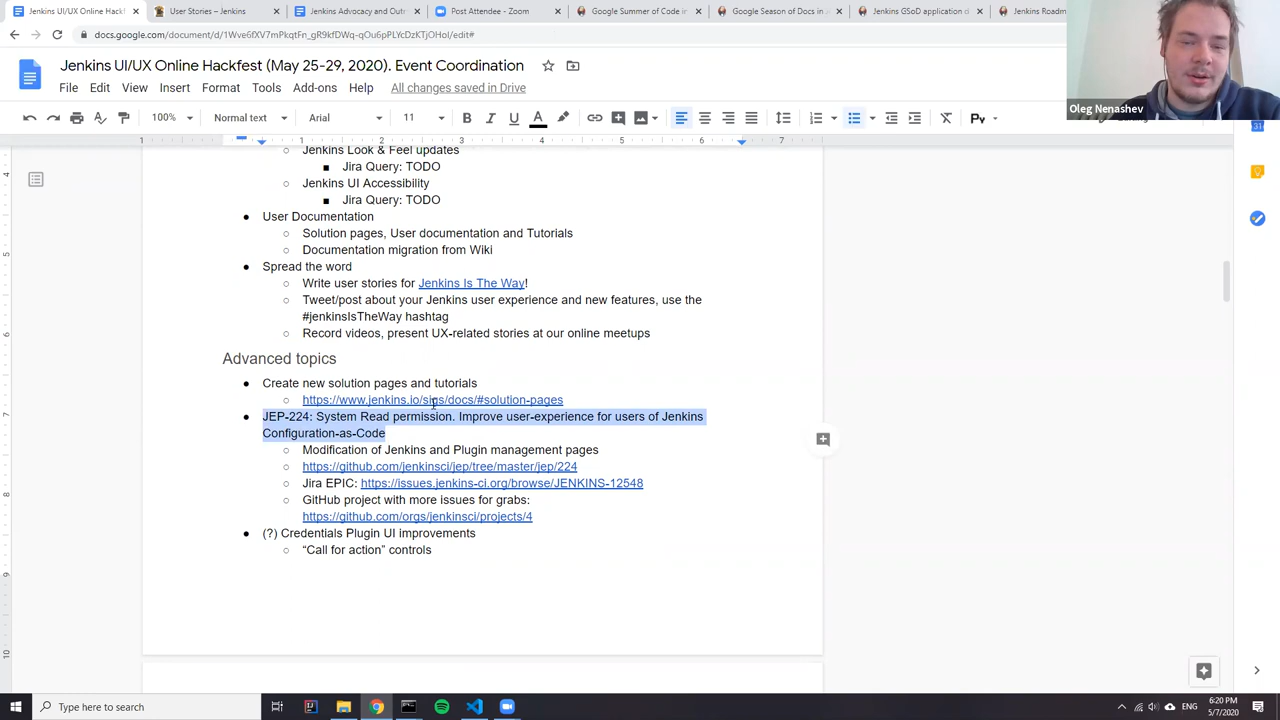 Jenkins UI/UX Online Hackf
User Stories – Jenkins
Jenkins Advocacy and Outr
Post Attendee - Zoom
Google Summer of Code in
Google Season of Docs in J
Jenkins GSoD application d
Jenkins Roadm
docs.google.com/document/d/1Wve6fXV7mPkqtFn_gR9kfDWq-qOu6pPLYcDzKTjOHoI/edit#
Jenkins UI/UX Online Hackfest (May 25-29, 2020). Event Coordination
File Edit View Insert Format Tools Add-ons Help All changes saved in Drive
Oleg Nenashev
100% Normal text Arial 11
1 1 2 3 4 5 6 7
Jenkins Look & Feel updates
Jira Query: TODO
Jenkins UI Accessibility
Jira Query: TODO
User Documentation
Solution pages, User documentation and Tutorials
Documentation migration from Wiki
Spread the word
Write user stories for Jenkins Is The Way!
Tweet/post about your Jenkins user experience and new features, use the
#jenkinsIsTheWay hashtag
Record videos, present UX-related stories at our online meetups
Advanced topics
Create new solution pages and tutorials
https://www.jenkins.io/sigs/docs/#solution-pages
JEP-224: System Read permission. Improve user-experience for users of Jenkins
Configuration-as-Code
Modification of Jenkins and Plugin management pages
https://github.com/jenkinsci/jep/tree/master/jep/224
Jira EPIC: https://issues.jenkins-ci.org/browse/JENKINS-12548
GitHub project with more issues for grabs:
https://github.com/orgs/jenkinsci/projects/4
(?) Credentials Plugin UI improvements
“Call for action” controls
Type here to search
ENG
6:20 PM
5/7/2020